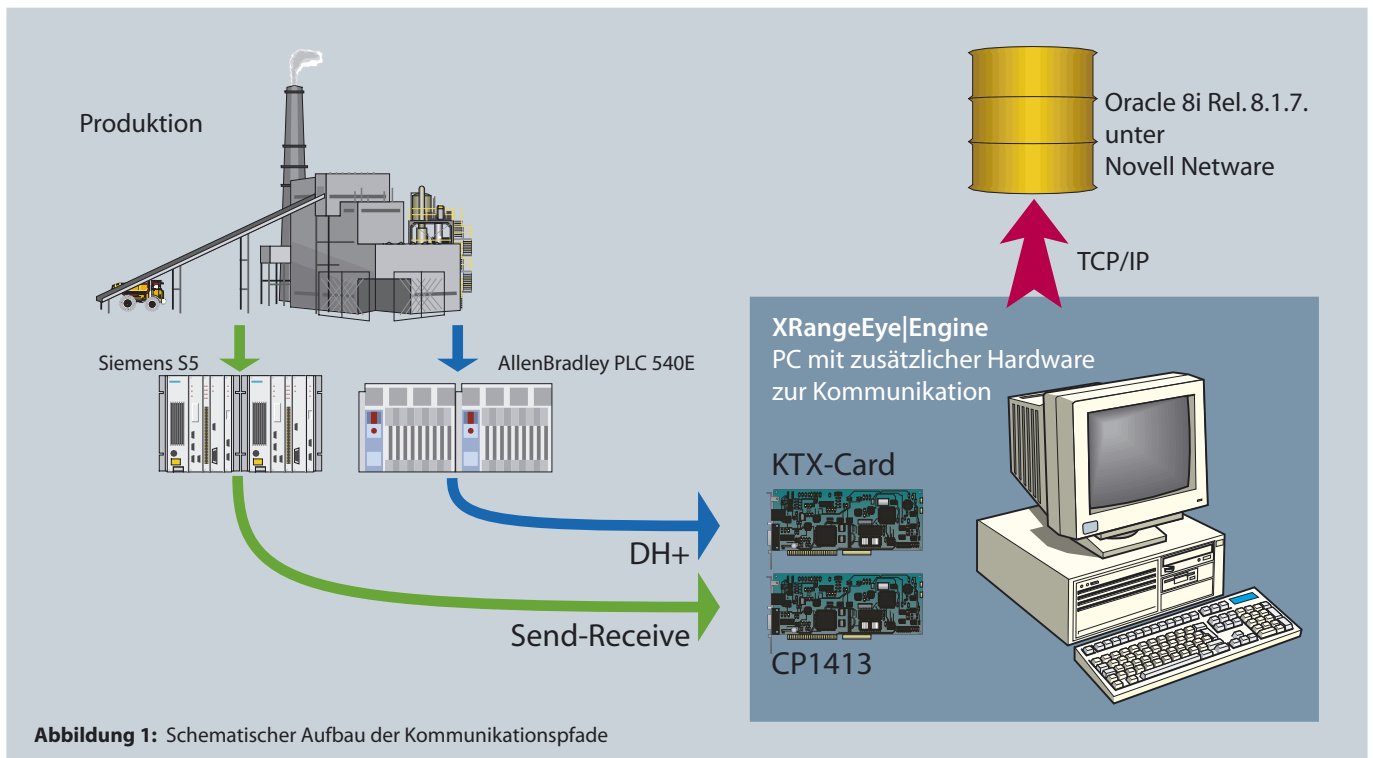 Produktion
Oracle 8i Rel. 8.1.7.
unter
Novell Netware
TCP/IP
Siemens S5
AllenBradley PLC 540E
XRangeEye|Engine
PC mit zusätzlicher Hardware
zur Kommunikation
KTX-Card
DH+
Send-Receive
CP1413
Abbildung 1: Schematischer Aufbau der Kommunikationspfade